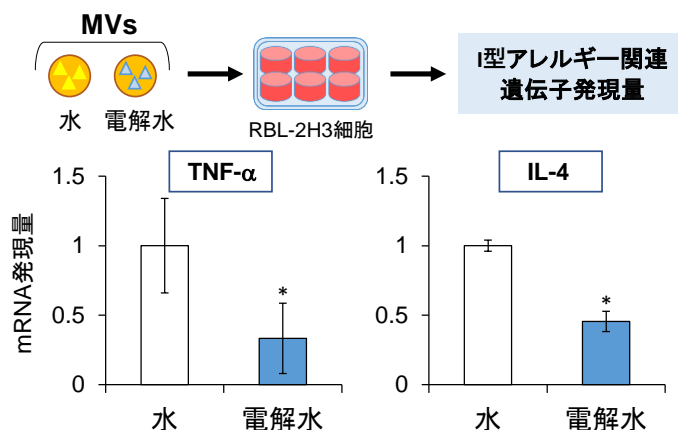 MVs
水
電解水
RBL-2H3細胞
I型アレルギー関連
遺伝子発現量
TNF-α
mRNA発現量
1.5
1
0.5
0
*
水
電解水
IL-4
1.5
1
0.5
0
*
水
電解水